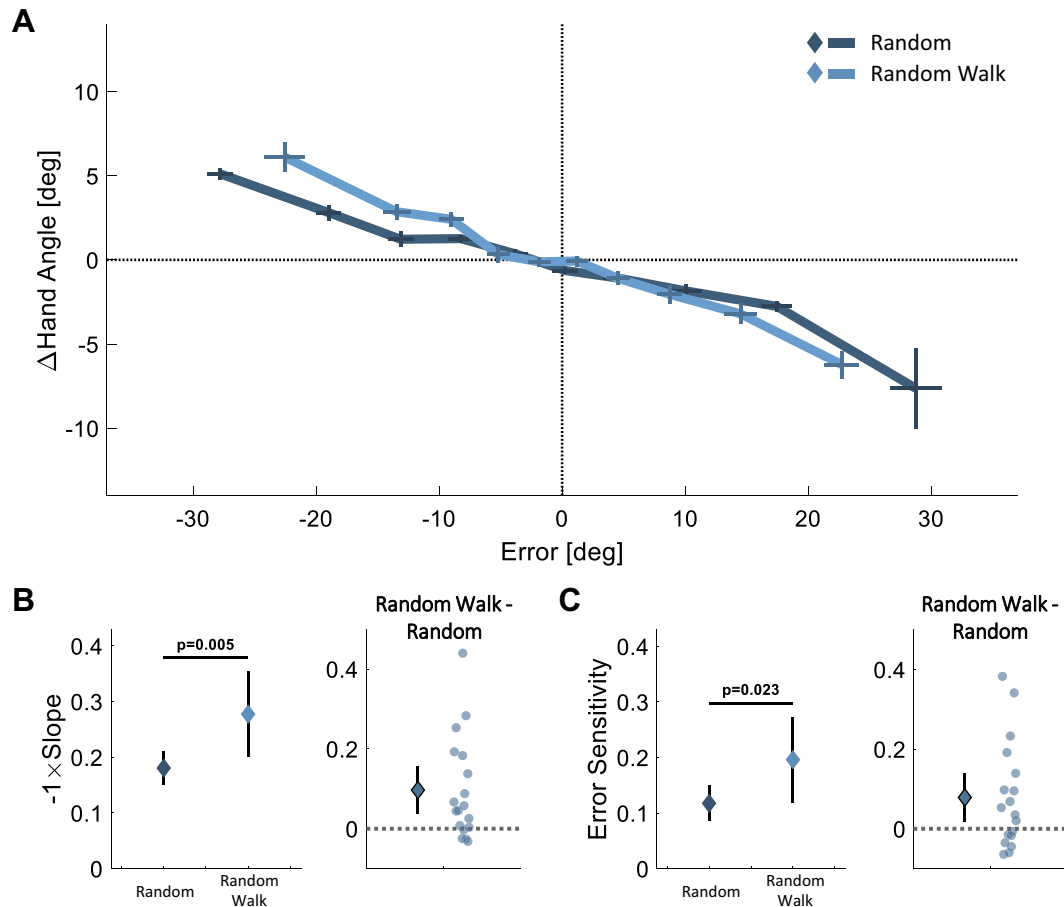 A
Random
Random Walk
10
5
0
-5
-10
ΔHand Angle [deg]
-30
-20
-10
0
10
20
30
Error [deg]
B
0.4
0.3
0.2
0.1
0
-1×Slope
p=0.005
Random
Random
Walk
Random Walk -
Random
0.4
0.2
0
C
0.4
0.3
0.2
0.1
0
Error Sensitivity
p=0.023
Random
Random
Walk
Random Walk -
Random
0.4
0.2
0